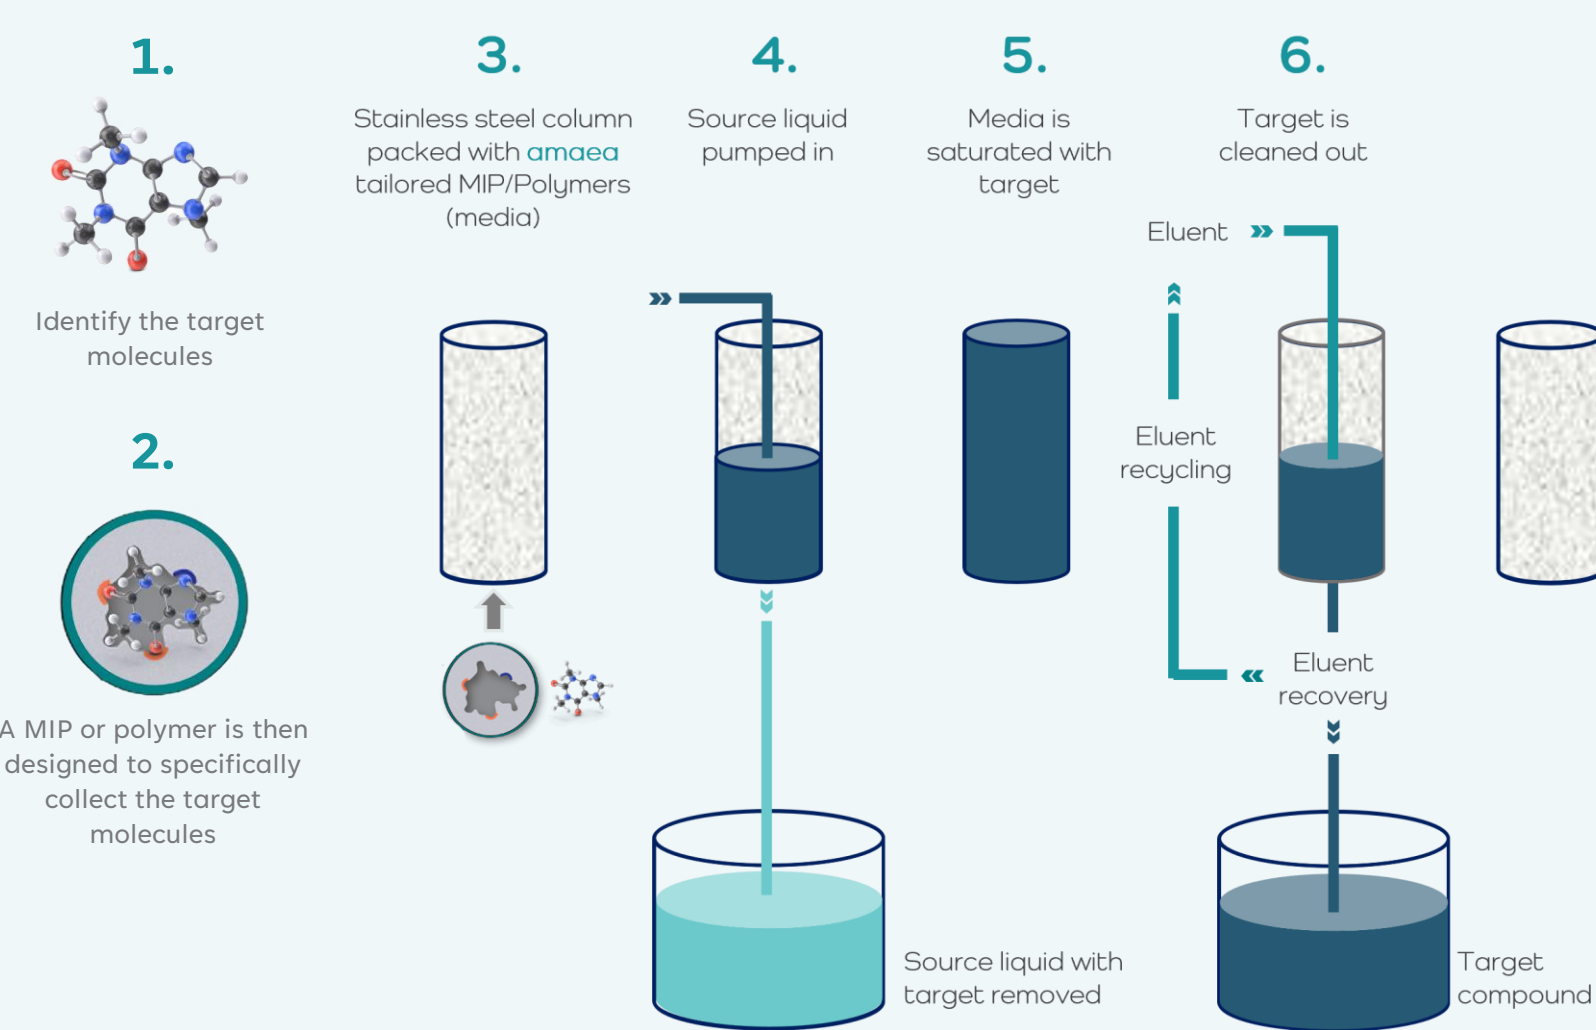 1.
Identify the target
molecules
2.
A MIP or polymer is then
designed to specifically
collect the target
molecules
3.
Stainless steel column
packed with amaea
tailored MIP/Polymers
(media)
4.
Source liquid
pumped in
Source liquid with
target removed
5.
Media is
saturated with
target
6.
Target is
cleaned out
Eluent
Eluent
recycling
Eluent
recovery
Target
compound